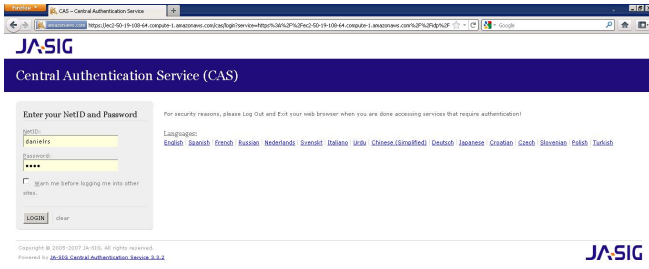 Firefox
CAS – Central Authentication Service
amazonaws.com https://ec2-50-19-108-64.compute-1.amazonaws.com/cas/login?service=https%3A%2F%2Fec2-50-19-108-64.compute-1.amazonaws.com%2F%2Fidp%2F
Google
JA-SIG
Central Authentication Service (CAS)
Enter your NetID and Password
For security reasons, please Log Out and Exit your web browser when you are done accessing services that require authentication!
NetID:
danielrs
Languages:
English | Spanish | French | Russian | Nederlands | Svenskt | Italiano | Urdu | Chinese (Simplified) | Deutsch | Japanese | Croatian | Czech | Slovenian | Polish | Turkish
Password:
••••
Warn me before logging me into other
sites.
LOGIN clear
Copyright © 2005-2007 JA-SIG. All rights reserved.
Powered by JA-SIG Central Authentication Service 3.3.2
JA-SIG